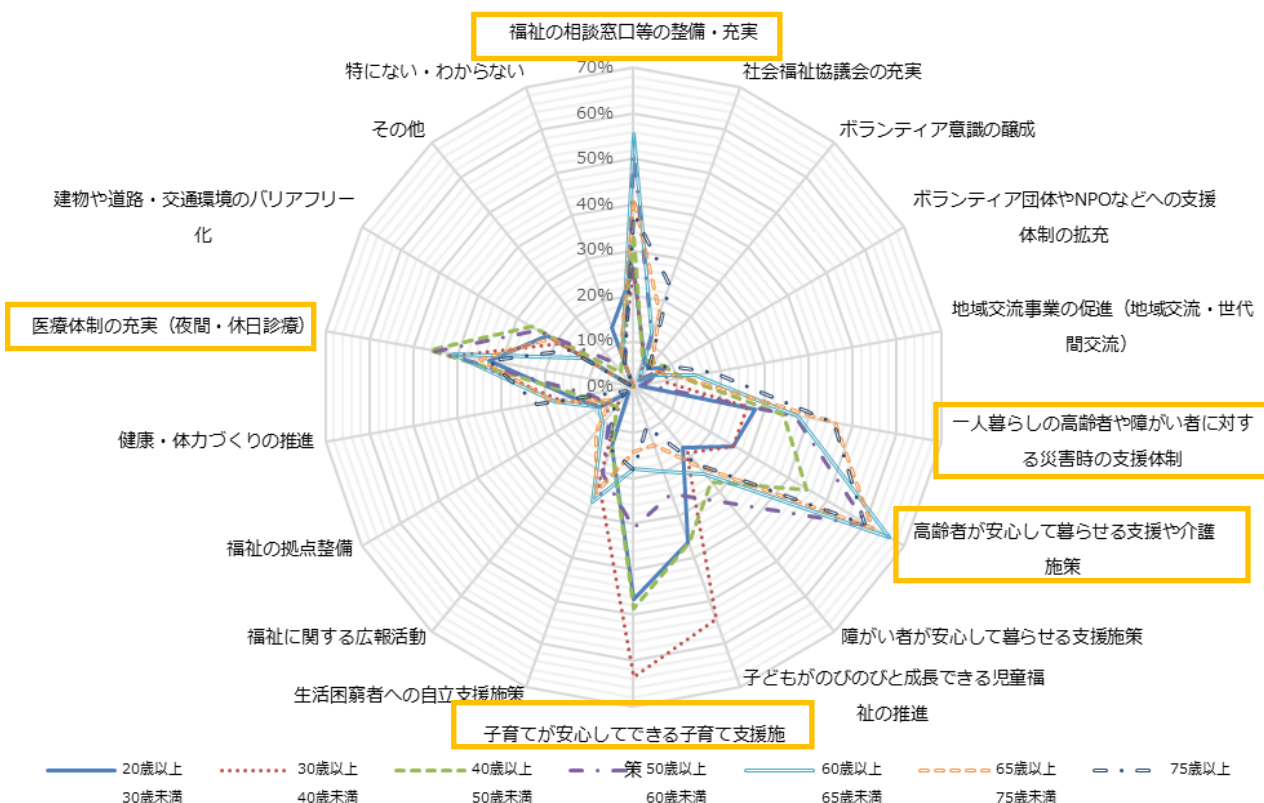 福祉の相談窓口等の整備・充実
社会福祉協議会の充実
ボランティア意識の醸成
ボランティア団体やNPOなどへの支援
体制の拡充
地域交流事業の促進（地域交流・世代
間交流）
一人暮らしの高齢者や障がい者に対す
る災害時の支援体制
高齢者が安心して暮らせる支援や介護
施策
障がい者が安心して暮らせる支援施策
子どもがのびのびと成長できる児童福
祉の推進
子育てが安心してできる子育て支援施
策
生活困窮者への自立支援施策
福祉に関する広報活動
福祉の拠点整備
健康・体力づくりの推進
医療体制の充実（夜間・休日診療）
建物や道路・交通環境のバリアフリー
化
その他
特にない・わからない
70%
60%
50%
40%
30%
20%
10%
0%
20歳以上
30歳未満
30歳以上
40歳未満
40歳以上
50歳未満
50歳以上
60歳未満
60歳以上
65歳未満
65歳以上
75歳未満
75歳以上